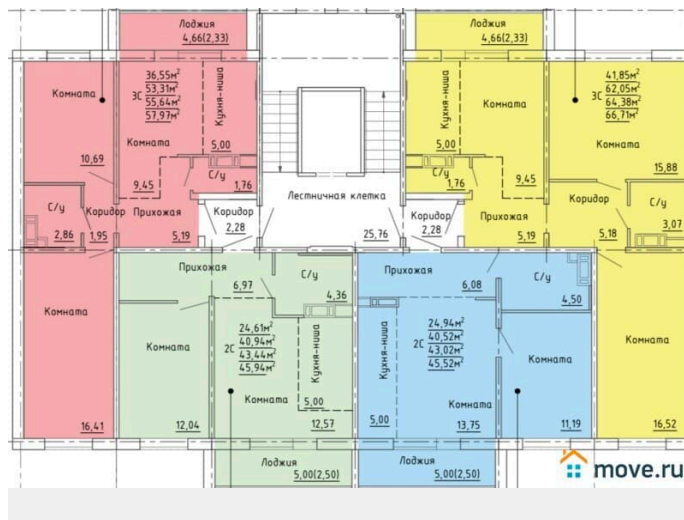 Лоджия
4,66(2,33)
Лоджия
4,66(2,33)
Комната
10,69
3С
36,55м²
53,31м²
55,64м²
57,97м²
Комната
9,45
Кухня-ниша
5,00
С/у
1,76
С/у
2,86
Коридор
1,95
Прихожая
5,19
Коридор
2,28
Лестничная клетка
25,76
Кухня-ниша
5,00
С/у
1,76
Комната
9,45
3С
41,85м²
62,05м²
64,38м²
66,71м²
Комната
15,88
Коридор
2,28
Прихожая
5,19
Коридор
5,18
С/у
3,07
Комната
16,41
Прихожая
6,97
С/у
4,36
Комната
12,04
2С
24,61м²
40,94м²
43,44м²
45,94м²
Кухня-ниша
5,00
Комната
12,57
Прихожая
6,08
С/у
4,50
Кухня-ниша
5,00
2С
24,94м²
40,52м²
43,02м²
45,52м²
Комната
13,75
Комната
11,19
Комната
16,52
Лоджия
5,00(2,50)
Лоджия
5,00(2,50)
move.ru